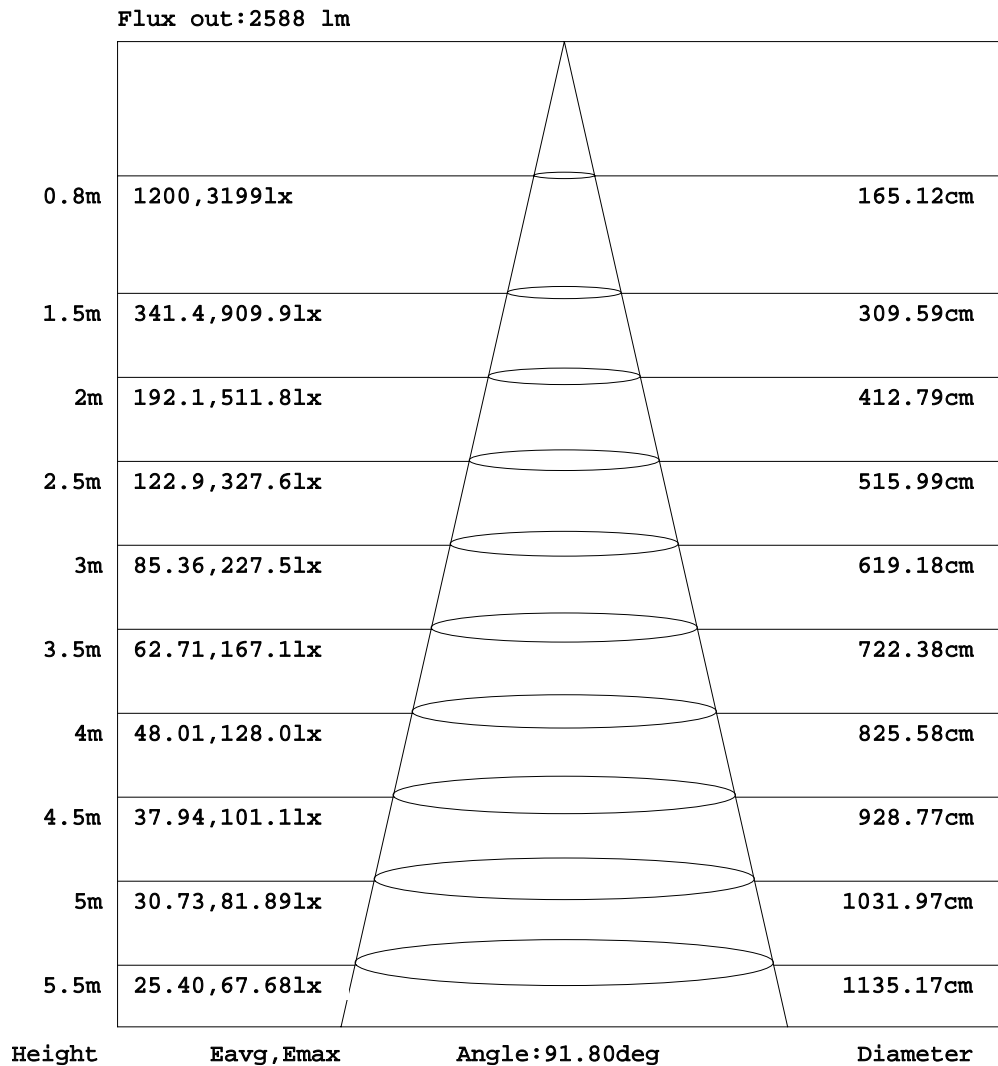 Flux out:2588 lm
0.8m 1200,3199lx 165.12cm
1.5m 341.4,909.9lx 309.59cm
2m 192.1,511.8lx 412.79cm
2.5m 122.9,327.6lx 515.99cm
3m 85.36,227.5lx 619.18cm
3.5m 62.71,167.1lx 722.38cm
4m 48.01,128.0lx 825.58cm
4.5m 37.94,101.1lx 928.77cm
5m 30.73,81.89lx 1031.97cm
5.5m 25.40,67.68lx 1135.17cm
Height Eavg,Emax Angle:91.80deg Diameter